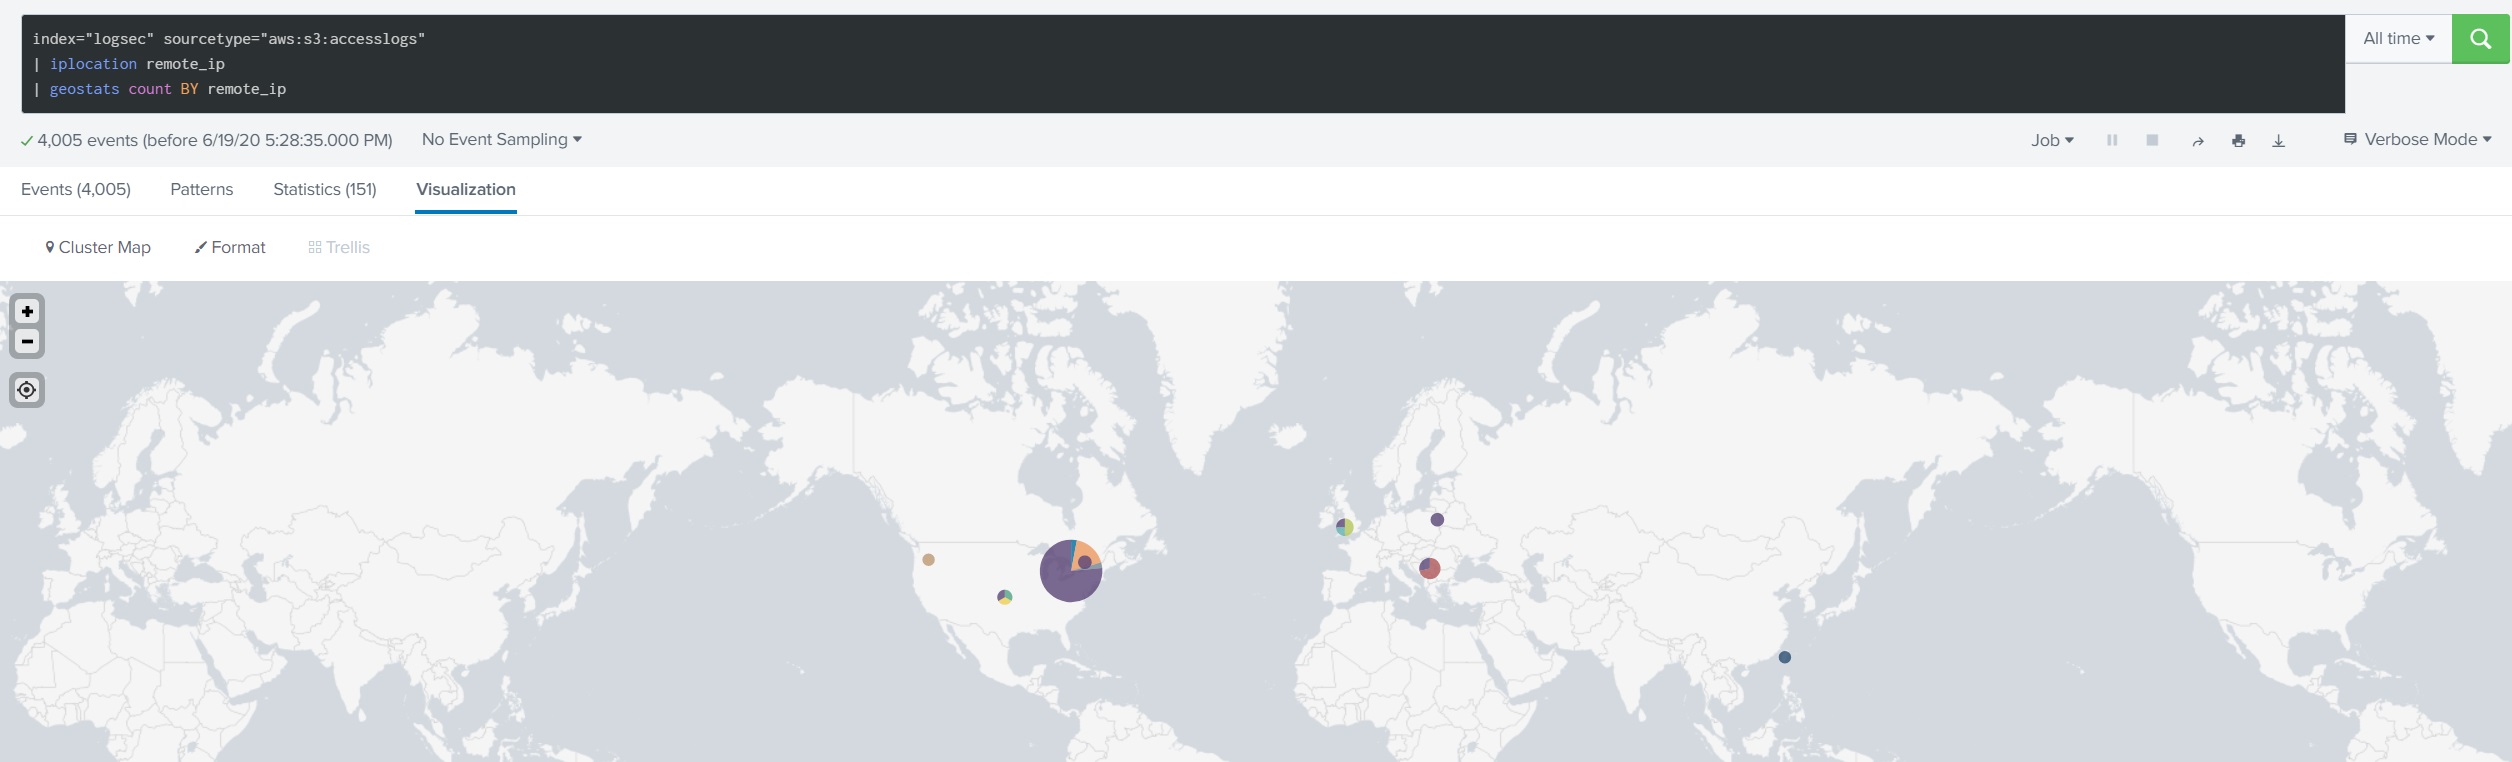 index="logsec" sourcetype="aws:s3:accesslogs"
| iplocation remote_ip
| geostats count BY remote_ip
All time
4,005 events (before 6/19/20 5:28:35.000 PM)
No Event Sampling
Job
Verbose Mode
Events (4,005)
Patterns
Statistics (151)
Visualization
Cluster Map
Format
Trellis
+
-